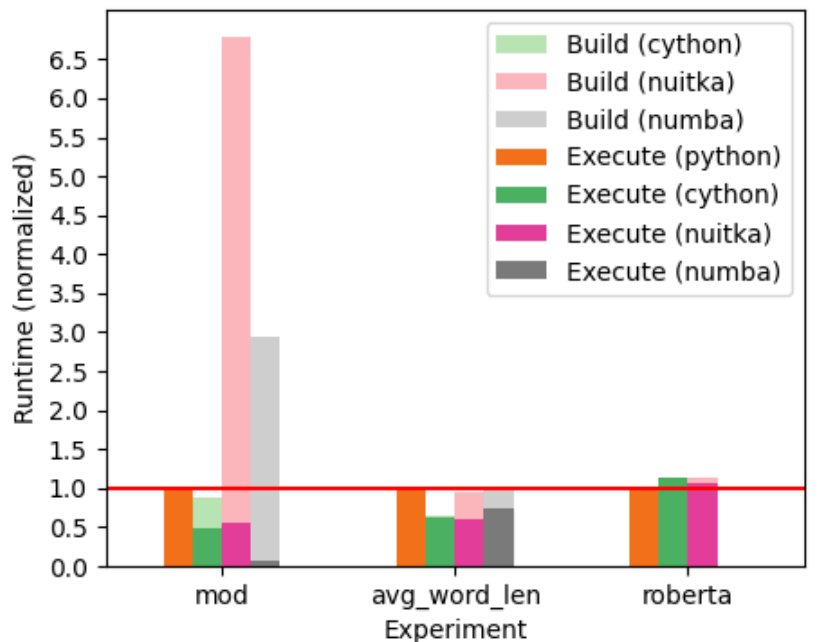 6.5
6.0
5.5
5.0
4.5
4.0
3.5
3.0
2.5
2.0
1.5
1.0
0.5
0.0
Runtime (normalized)
Build (cython)
Build (nuitka)
Build (numba)
Execute (python)
Execute (cython)
Execute (nuitka)
Execute (numba)
mod avg_word_len roberta
Experiment